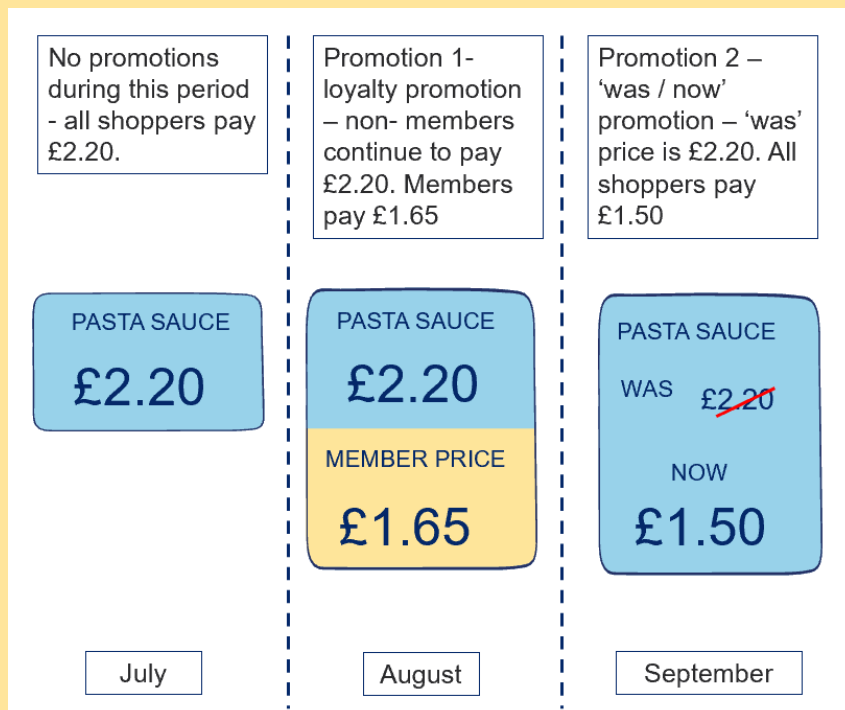 No promotions
during this period
- all shoppers pay
£2.20.
Promotion 1-
loyalty promotion
– non- members
continue to pay
£2.20. Members
pay £1.65
Promotion 2 –
‘was / now’
promotion – ‘was’
price is £2.20. All
shoppers pay
£1.50
PASTA SAUCE
£2.20
PASTA SAUCE
£2.20
MEMBER PRICE
£1.65
PASTA SAUCE
WAS £2.20
NOW
£1.50
July
August
September